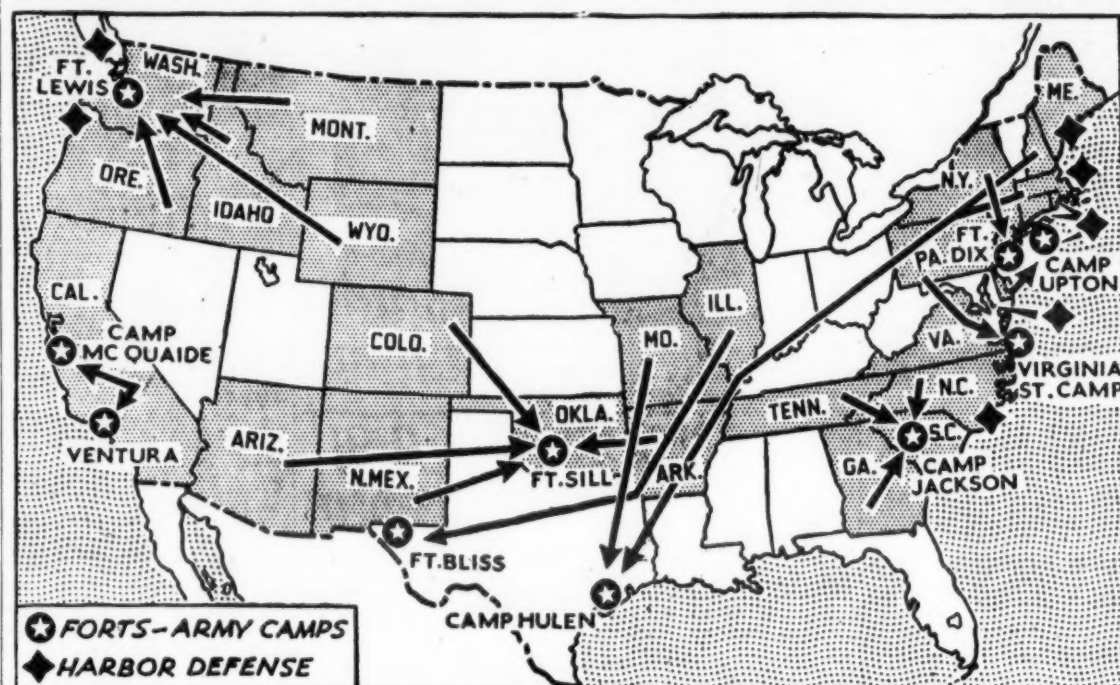 WASH.
FT.
LEWIS
MONT.
ME.
ORE.
IDAHO
WYO.
N.Y.
FT.
DIX
PA.
CAMP
UPTON
CAL.
CAMP
MC QUAIDE
COLO.
MO.
ILL.
VA.
VIRGINIA
ST. CAMP
VENTURA
ARIZ.
N.MEX.
OKLA.
FT.SILL
ARK.
TENN.
N.C.
S.C.
GA.
CAMP
JACKSON
FT.BLISS
CAMP HULEN
FORTS-ARMY CAMPS
HARBOR DEFENSE